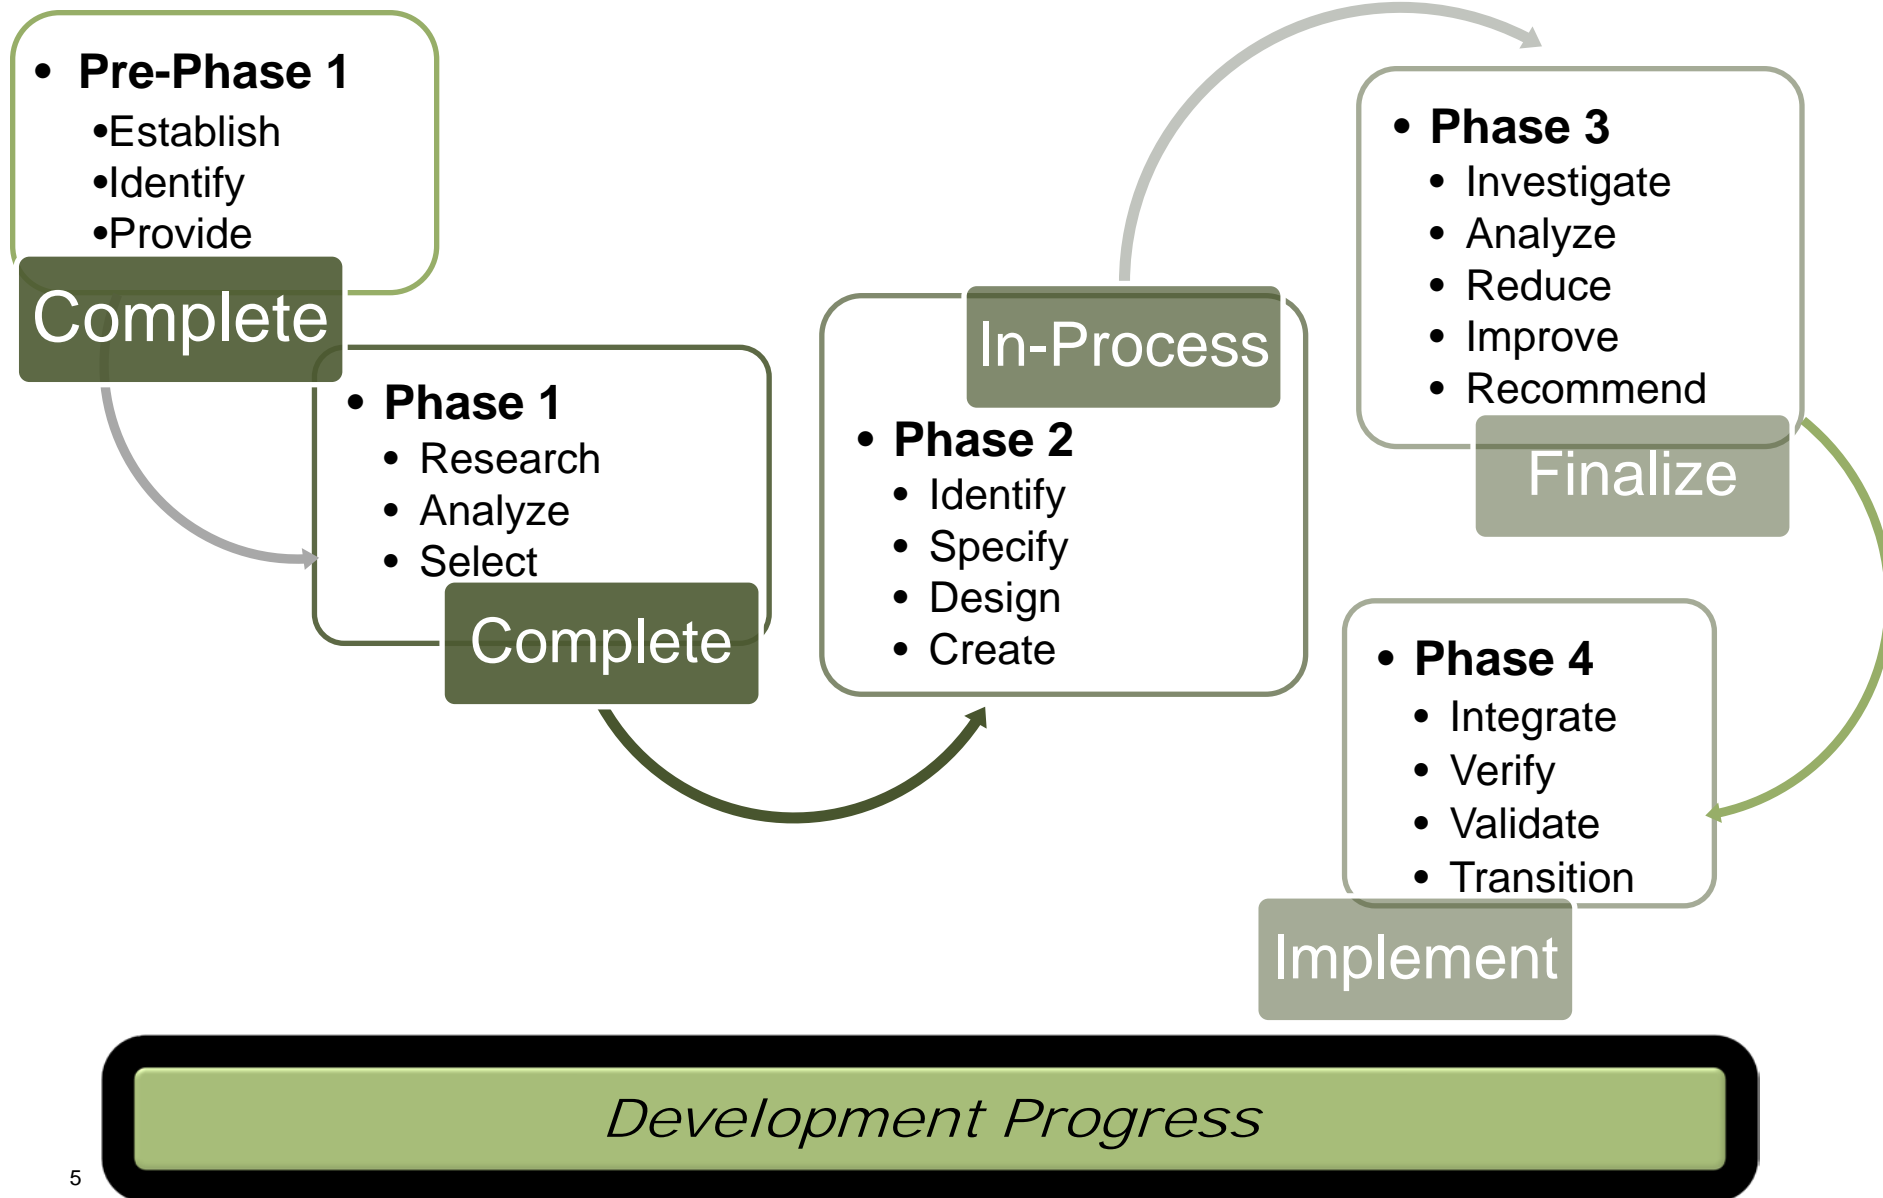 • Pre-Phase 1
•Establish
•Identify
•Provide
Complete
• Phase 1
• Research
• Analyze
• Select
Complete
In-Process
• Phase 2
• Identify
• Specify
• Design
• Create
• Phase 3
• Investigate
• Analyze
• Reduce
• Improve
• Recommend
Finalize
• Phase 4
• Integrate
• Verify
• Validate
• Transition
Implement
Development Progress
5